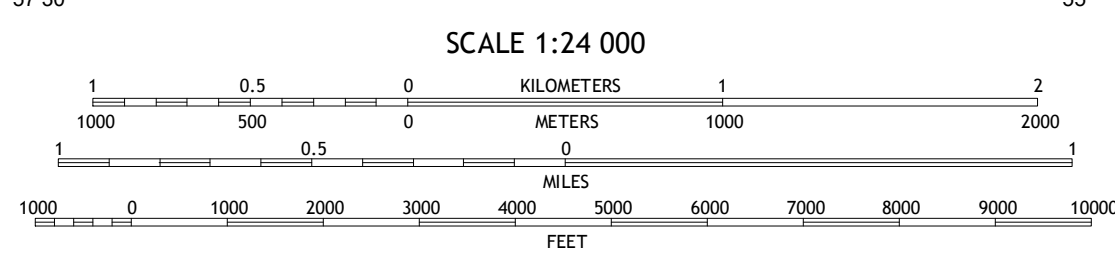 SCALE 1:24 000
1 0.5 0 KILOMETERS 1 2
1000 500 0 METERS 1000 2000
1 0.5 0 1
MILES
1000 0 1000 2000 3000 4000 5000 6000 7000 8000 9000 10000
FEET